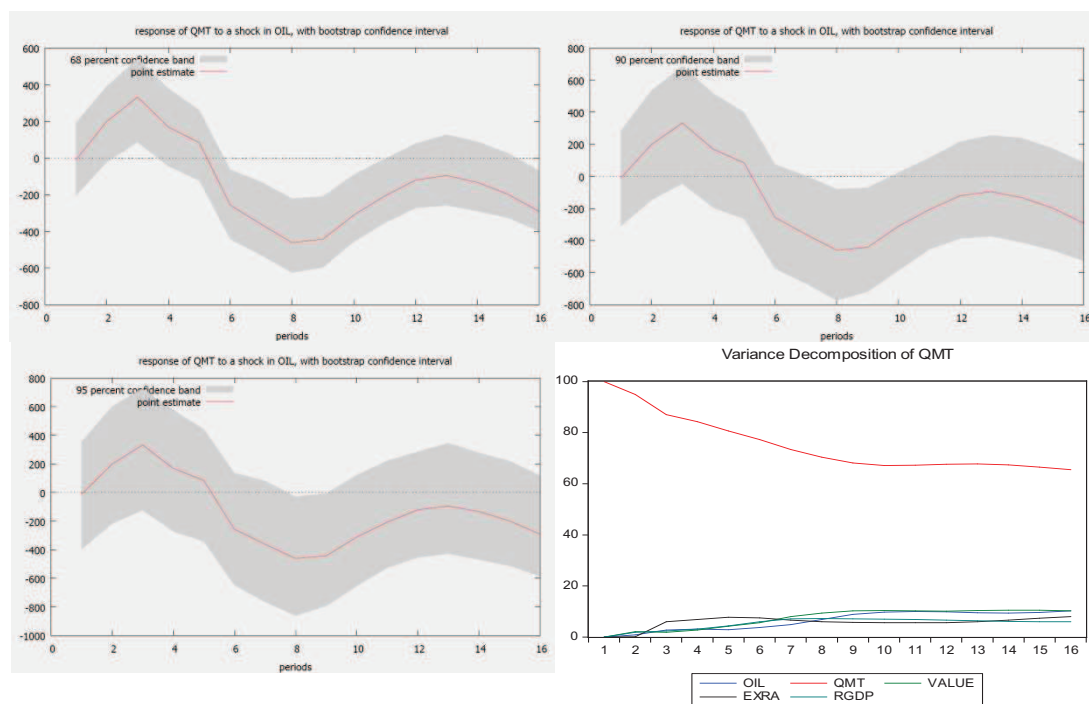 response of QMT to a shock in OIL, with bootstrap confidence interval
600
68 percent confidence band
point estimate
400
200
0
-200
-400
-600
-800
0 2 4 6 8 10 12 14 16
periods
response of QMT to a shock in OIL, with bootstrap confidence interval
800
90 percent confidence band
point estimate
600
400
200
0
-200
-400
-600
-800
0 2 4 6 8 10 12 14 16
periods
response of QMT to a shock in OIL, with bootstrap confidence interval
800
95 percent confidence band
point estimate
600
400
200
0
-200
-400
-600
-800
-1000
0 2 4 6 8 10 12 14 16
periods
Variance Decomposition of QMT
100
80
60
40
20
0
1 2 3 4 5 6 7 8 9 10 11 12 13 14 15 16
OIL QMT VALUE
EXRA RGDP